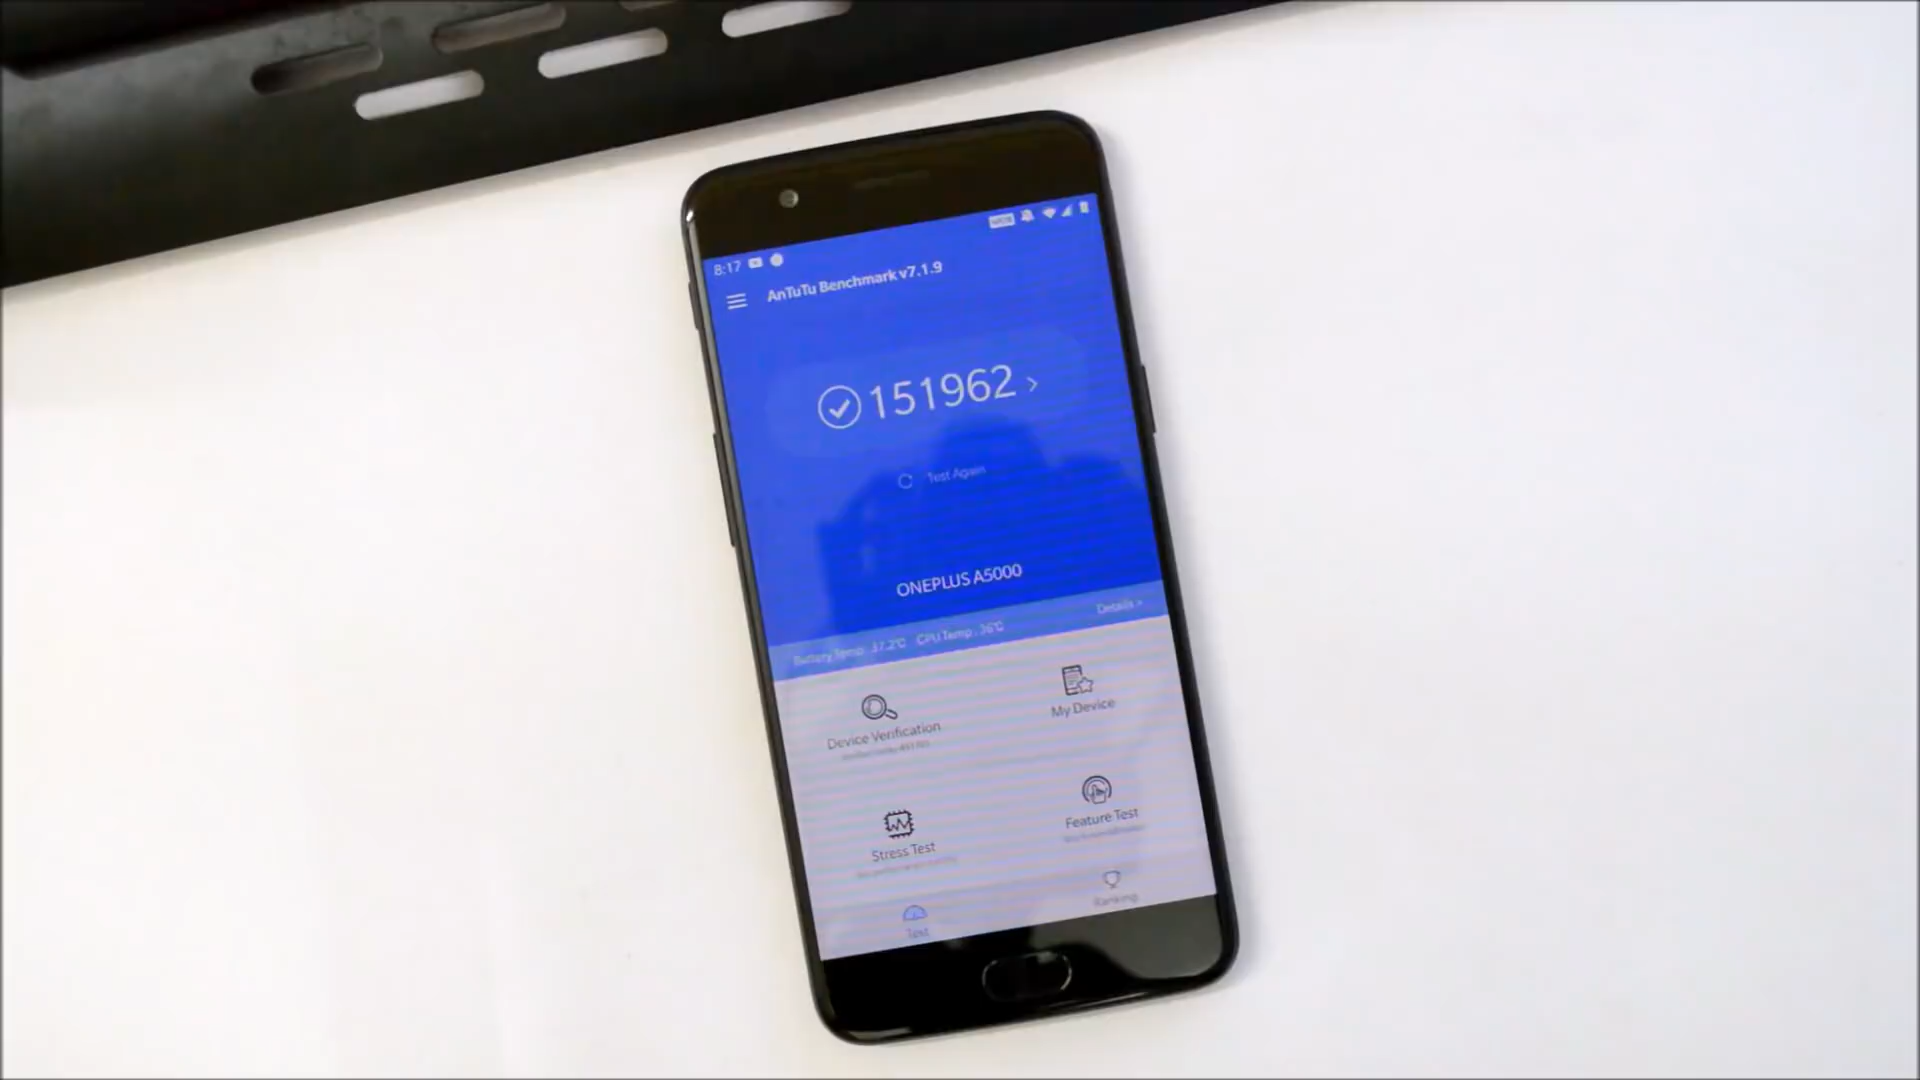 8:17
AnTuTu Benchmark v7.1.9
151962
Test Again
ONEPLUS A5000
Battery Temp : 37.2℃ CPU Temp : 36℃
Details >
Device Verification
My Device
Stress Test
Feature Test
Test
Ranking